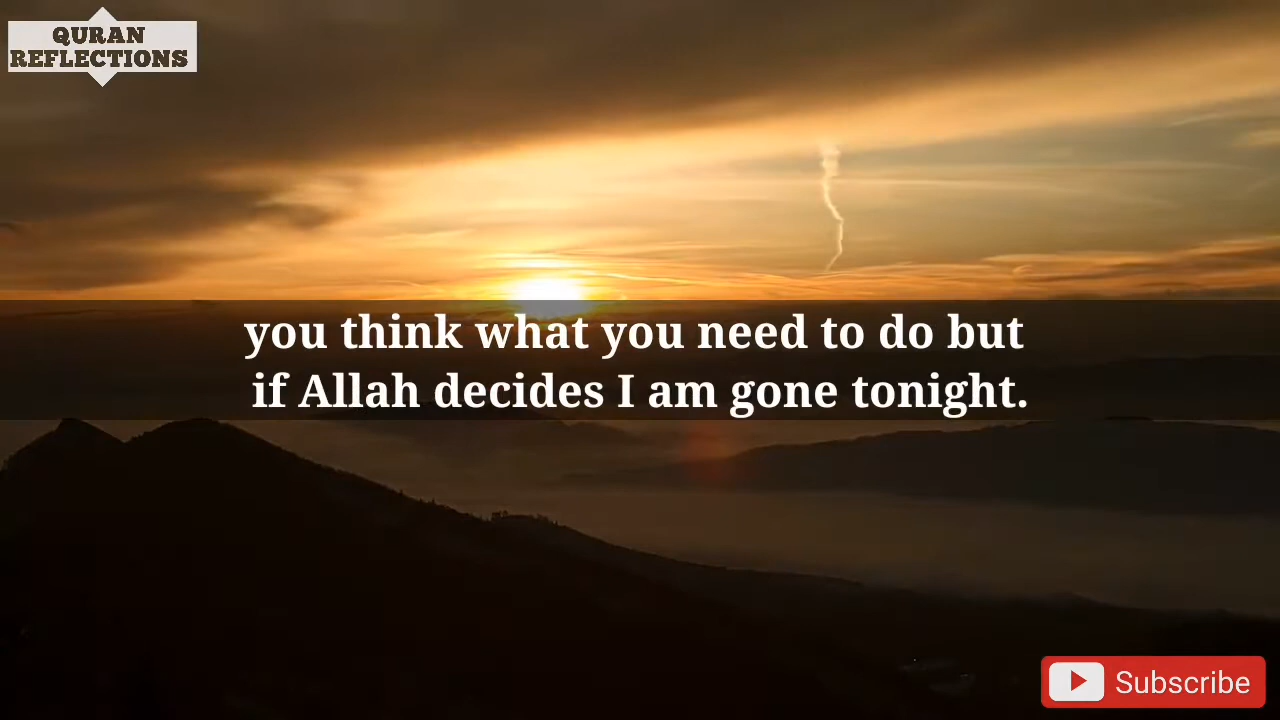 QURAN
REFLECTIONS
you think what you need to do but
if Allah decides I am gone tonight.
Subscribe